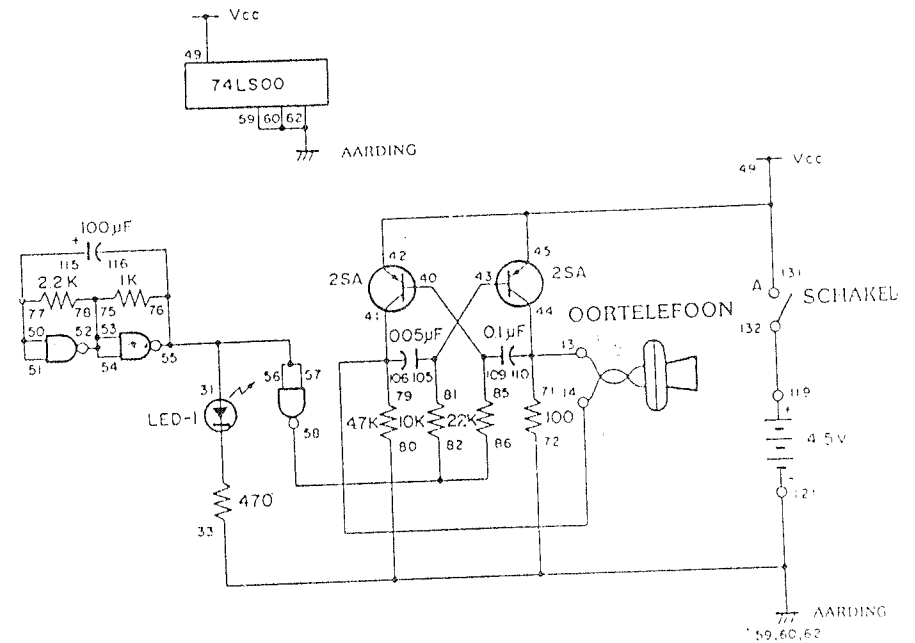 Vcc
49
74LS00
59 60 62
AARDING
49 Vcc
100µF
+
115 116
2.2K 1K
77 78 75 76
50 52 53 55
51 54
42 45
2SA 40 43 2SA
41 44
A 131
SCHAKEL
132
OORTELEFOON
.005µF 0.1µF
106 105 109 110
13
14
31
LED-1
56 57
58
79 81 85 71
47K 10K 22K 100
80 82 86 72
119
+
4.5V
-
121
470
33
AARDING
59,60,62